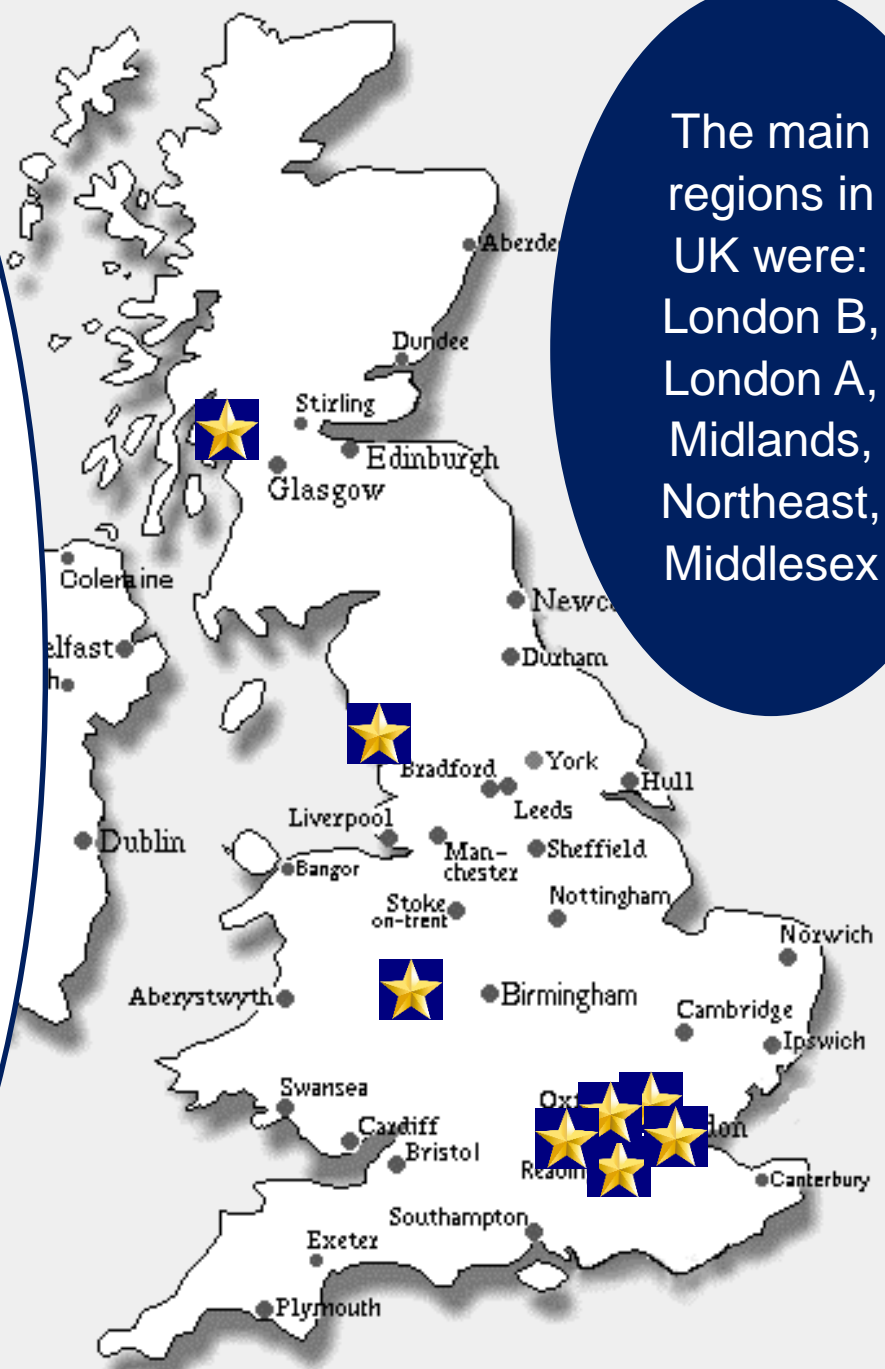 The main
regions in
UK were:
London B,
London A,
Midlands,
Northeast,
Middlesex
Aberde
Dundee
Stirling
Edinburgh
Glasgow
Coleraine
elfast
h
Newc
Durham
York
Bradford
Leeds
Hull
Liverpool
Dublin
Man-
chester
Sheffield
Bangor
Nottingham
Stoke
on-trent
Norwich
Aberystwyth
Birmingham
Cambridge
Ipswich
Swansea
Oxf
don
Cardiff
Bristol
Readin
Canterbury
Southampton
Exeter
Plymouth